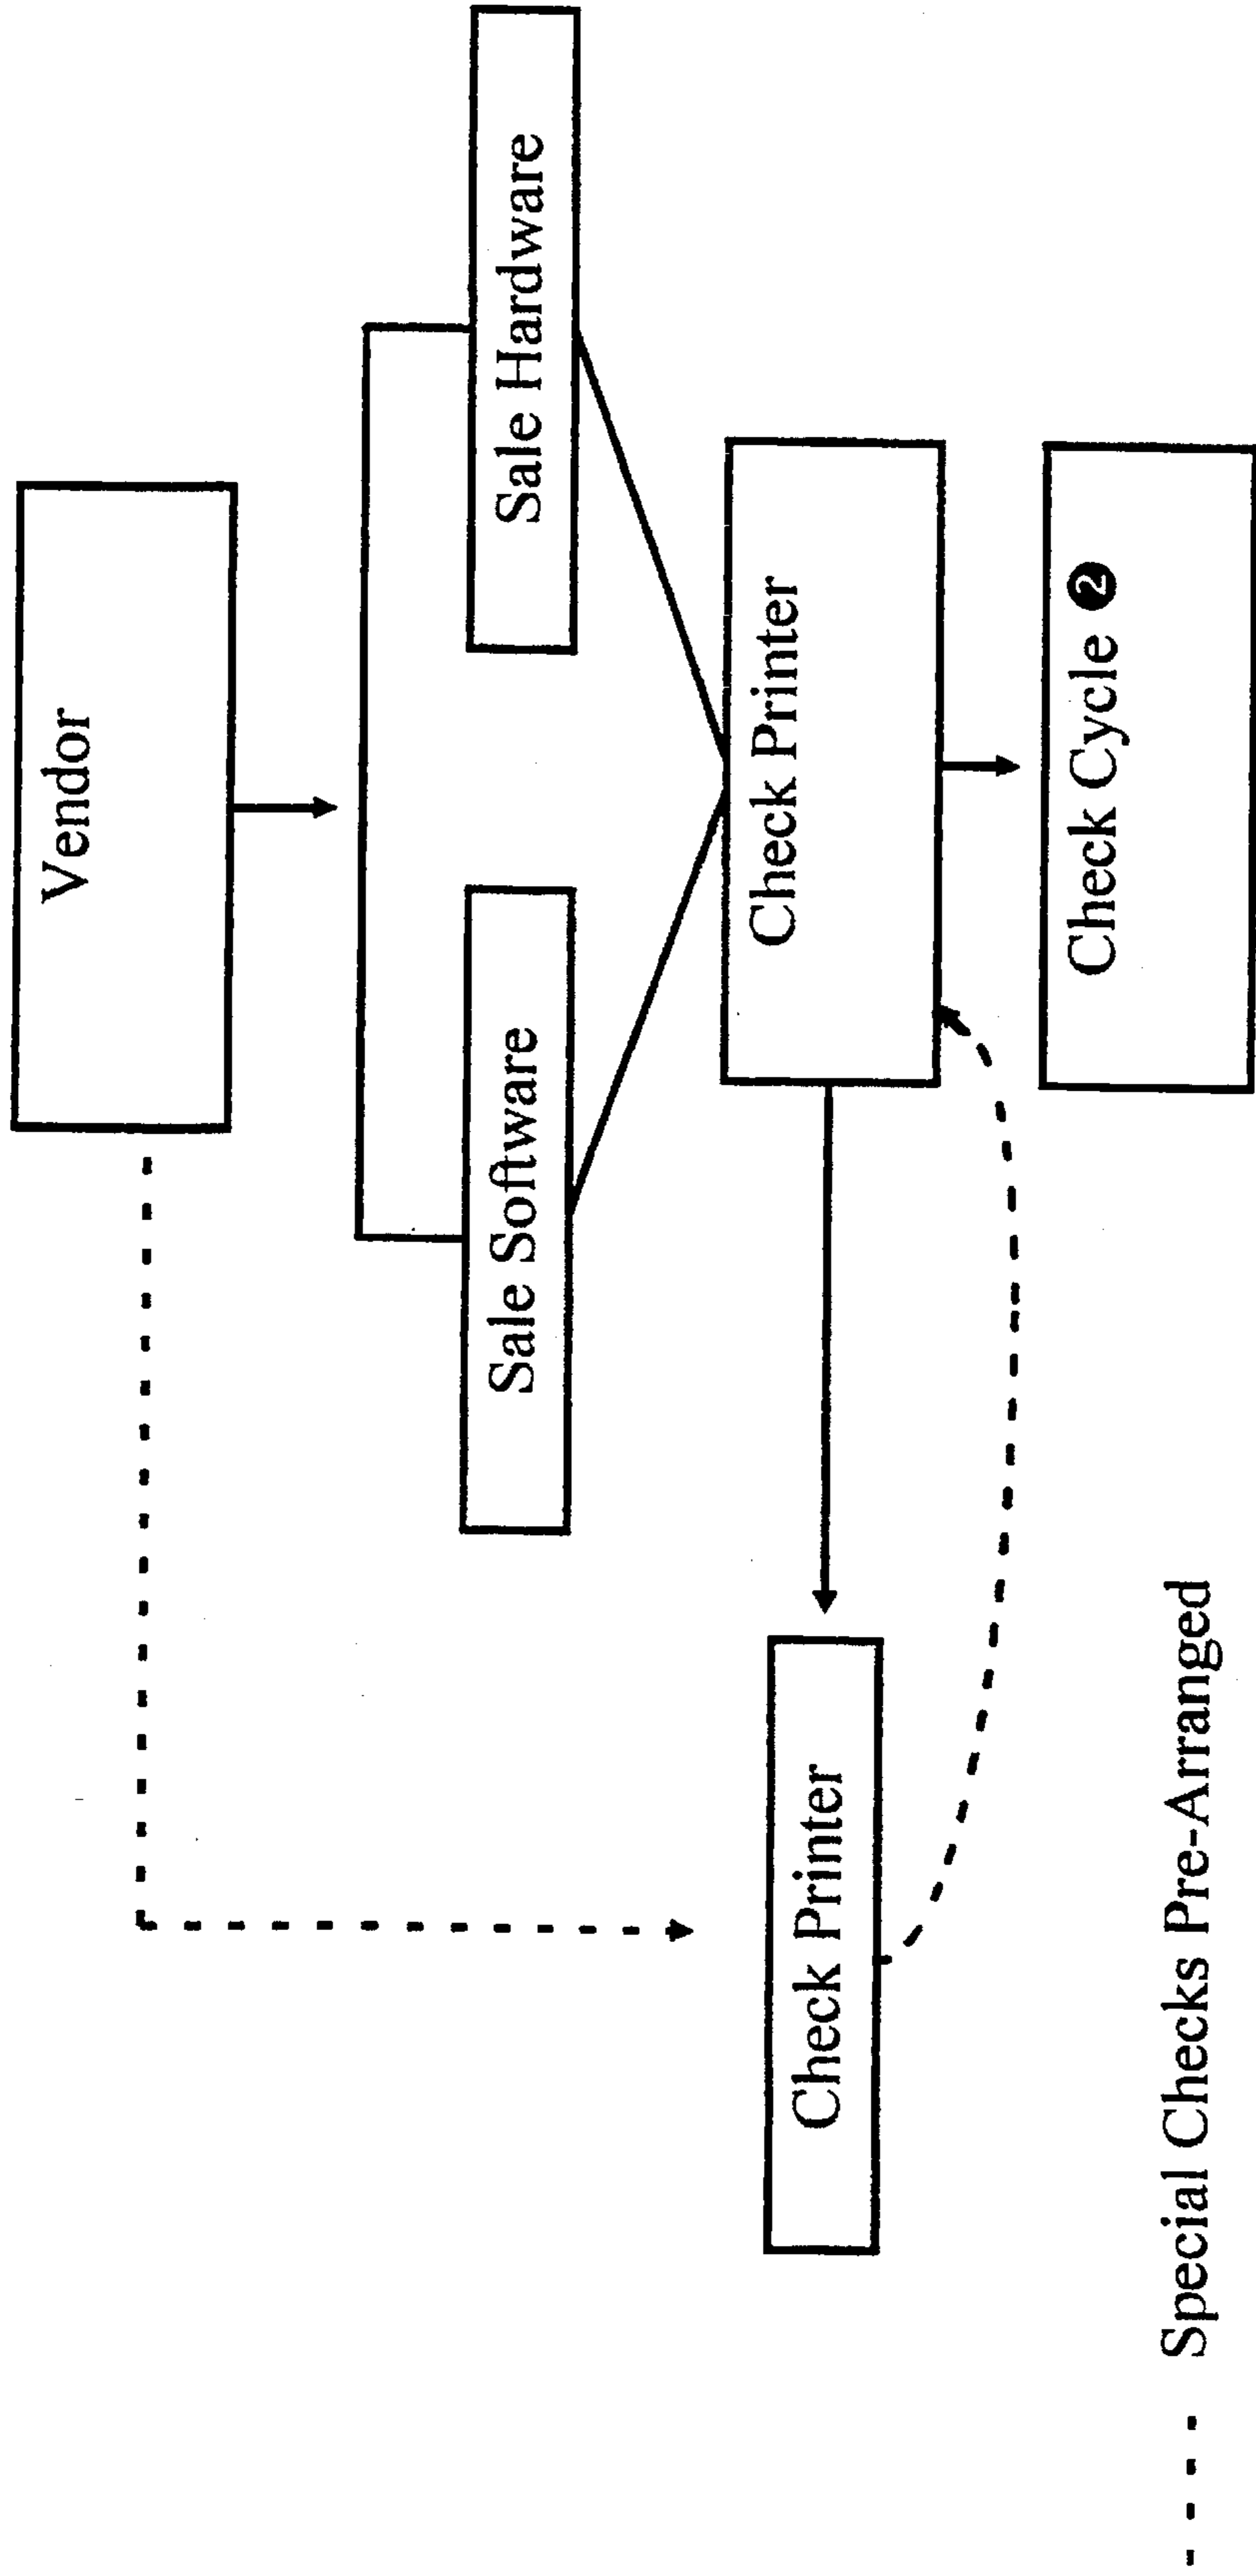 Vendor
Sale Software
Sale Hardware
Check Printer
Check Printer
Check Cycle ❷
Special Checks Pre-Arranged